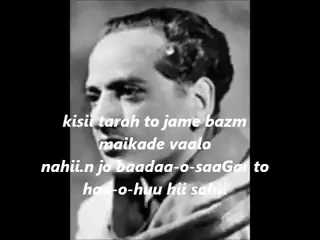 kisii tarah to jame bazm
maikade vaalo
nahii.n jo baadaa-o-saaGar to
haa-o-huu hii sahii.